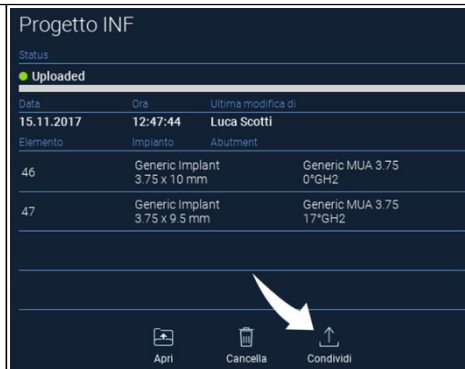 Progetto INF
Status
Uploaded
Data Ora Ultima modifica di
15.11.2017 12:47:44 Luca Scotti
Elemento Impianto Abutment
46 Generic Implant 3.75 x 10 mm Generic MUA 3.75 0°GH2
47 Generic Implant 3.75 x 9.5 mm Generic MUA 3.75 17°GH2
Apri Cancella Condividi